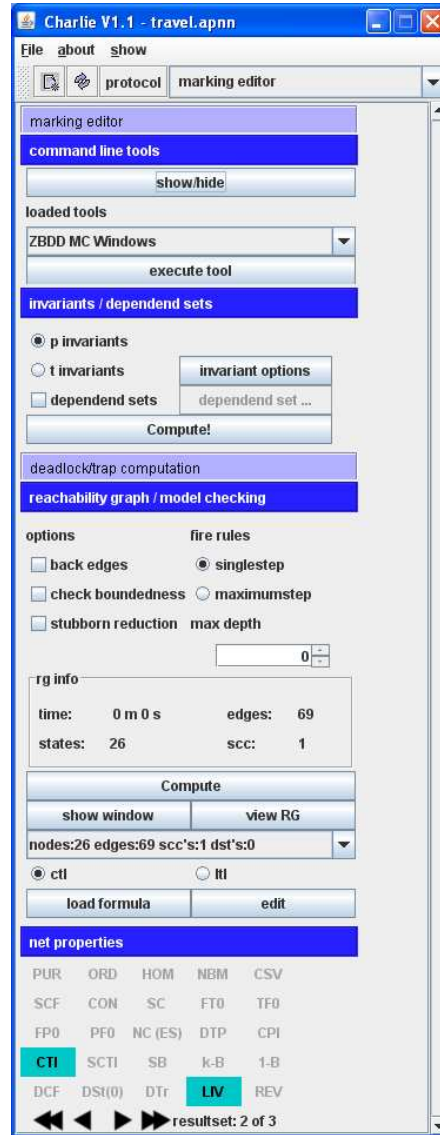 Charlie V1.1 - travel.apnn
File about show
protocol marking editor
marking editor
command line tools
show/hide
loaded tools
ZBDD MC Windows
execute tool
invariants / dependend sets
p invariants
t invariants invariant options
dependend sets dependend set ...
Compute!
deadlock/trap computation
reachability graph / model checking
options fire rules
back edges singlestep
check boundedness maximumstep
stubborn reduction max depth
0
rg info
time: 0 m 0 s edges: 69
states: 26 scc: 1
Compute
show window view RG
nodes:26 edges:69 scc's:1 dst's:0
ctl ltl
load formula edit
net properties
PUR ORD HOM NBM CSV
SCF CON SC FT0 TF0
FP0 PF0 NC (ES) DTP CPI
CTI SCTI SB k-B 1-B
DCF DSt(0) DTr LIV REV
resultset: 2 of 3